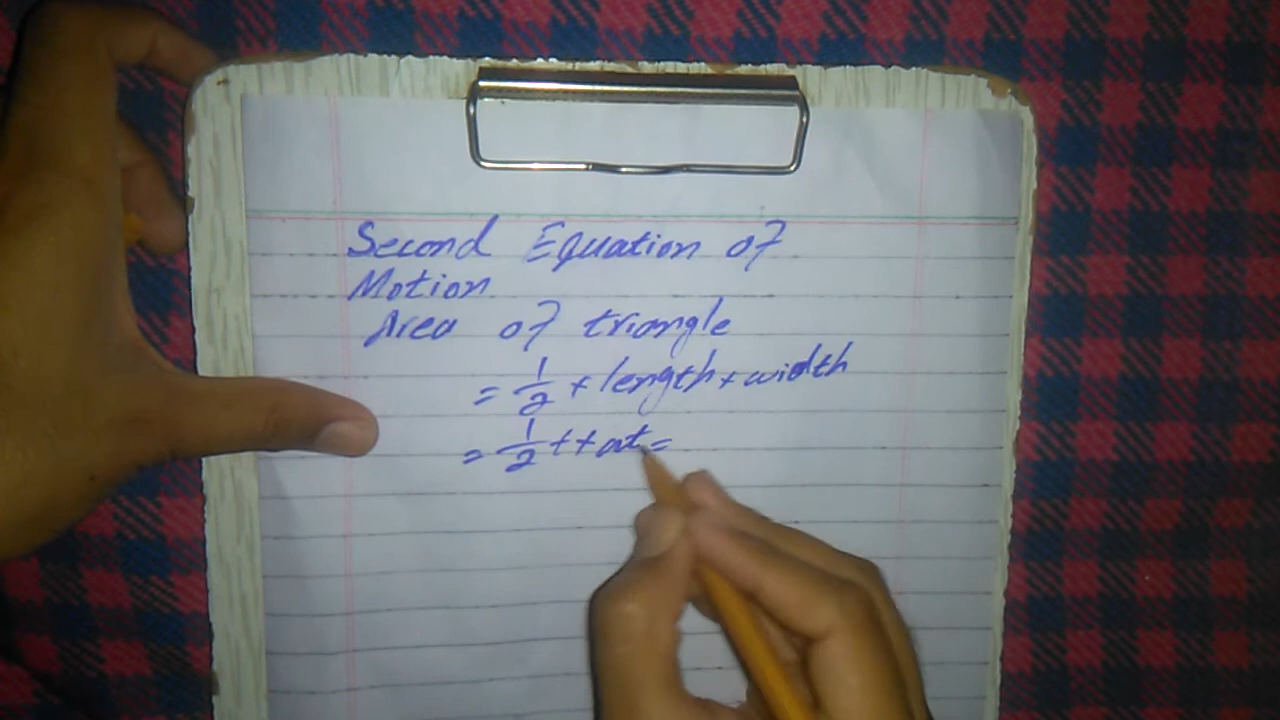 Second Equation of
Motion
Area of triangle
= 1/2 × length × width
= 1/2 t × at =